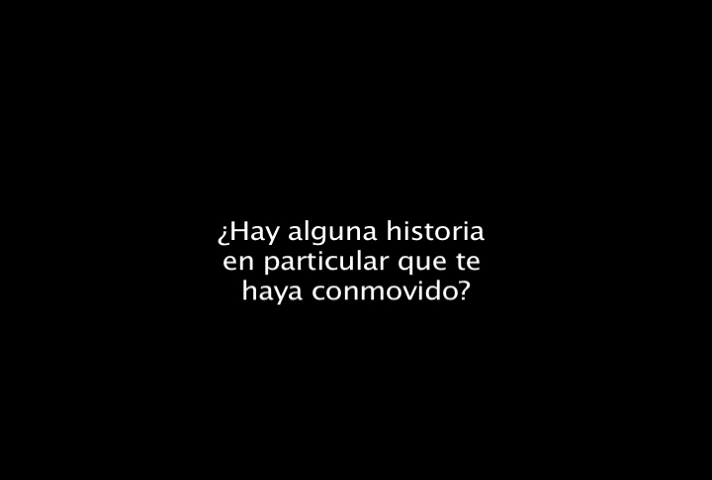 ¿Hay alguna historia
en particular que te
haya conmovido?